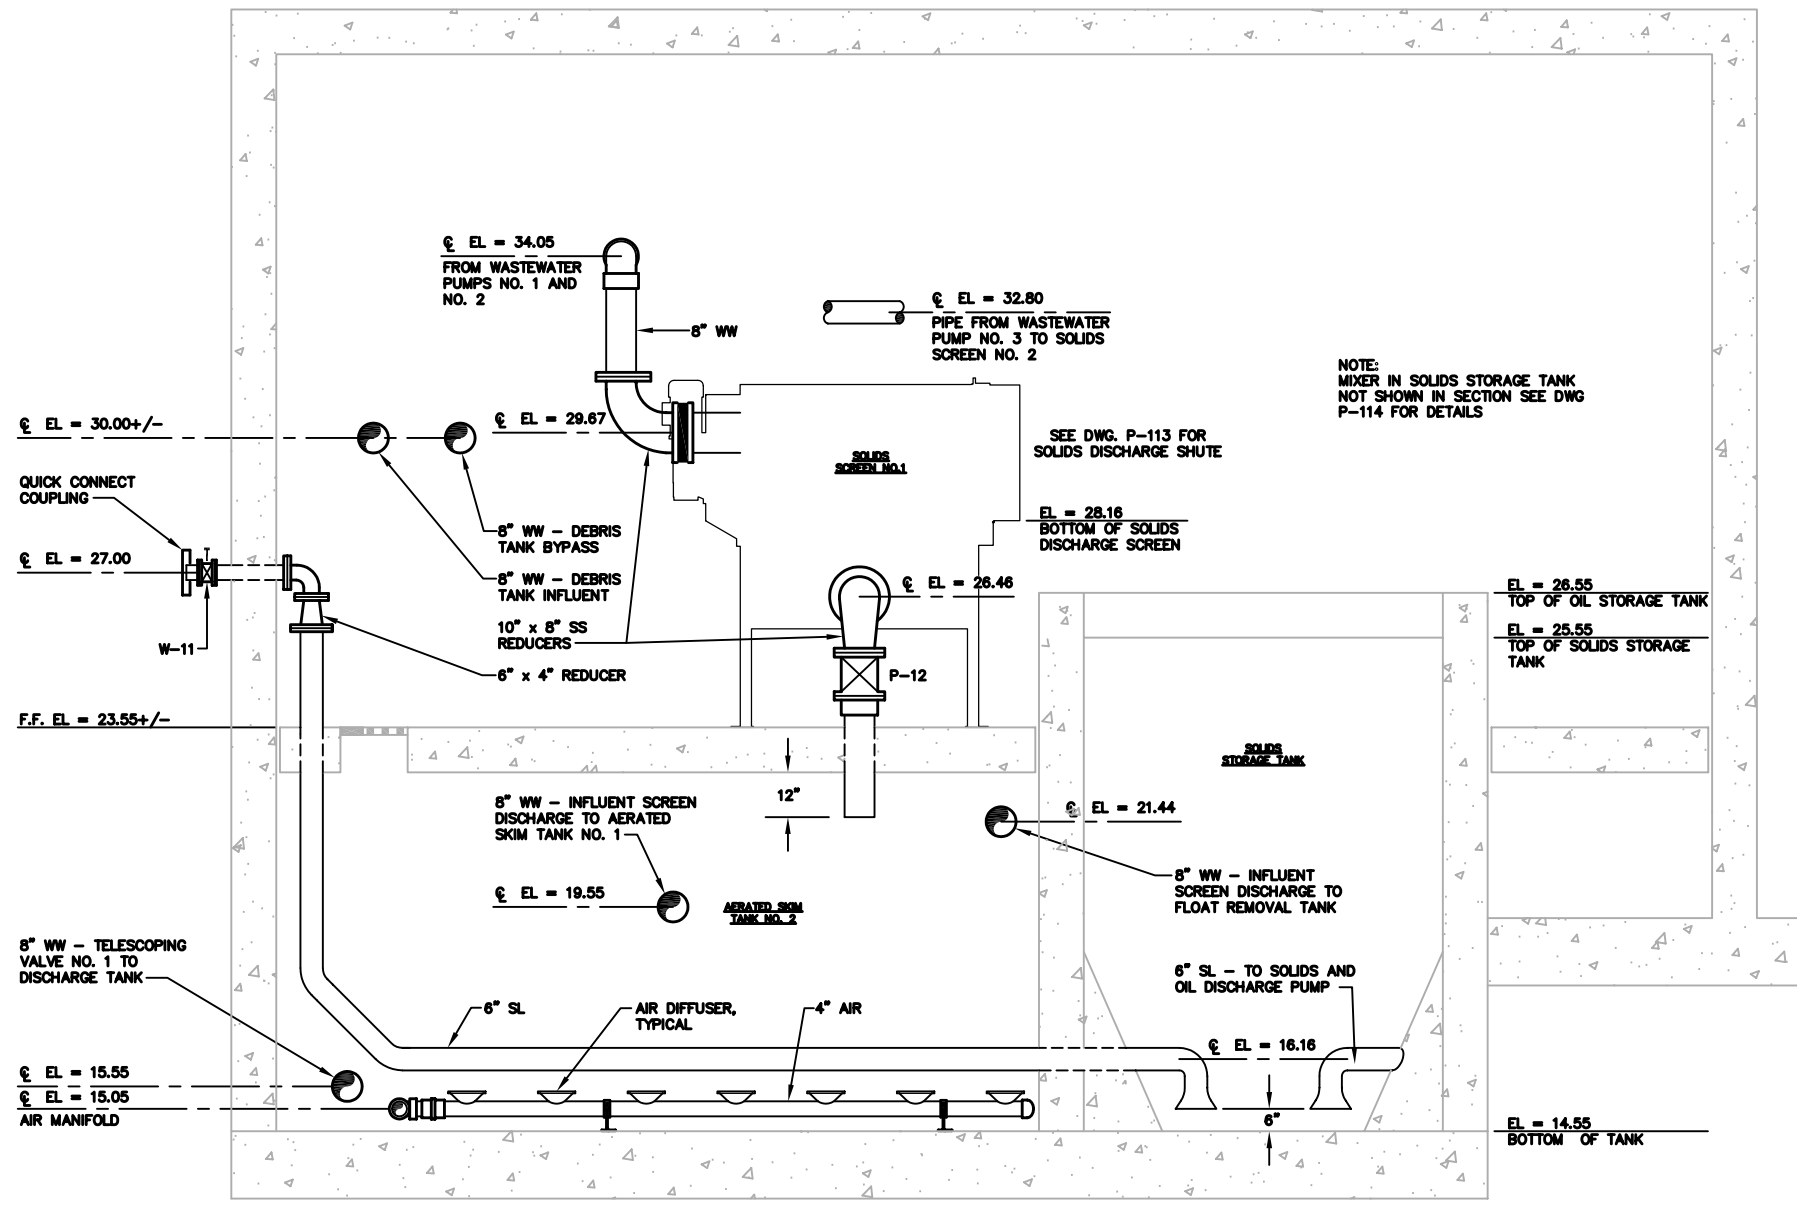 ℄ EL = 34.05
FROM WASTEWATER
PUMPS NO. 1 AND
NO. 2
8" WW
℄ EL = 32.80
PIPE FROM WASTEWATER
PUMP NO. 3 TO SOLIDS
SCREEN NO. 2
NOTE:
MIXER IN SOLIDS STORAGE TANK
NOT SHOWN IN SECTION SEE DWG
P-114 FOR DETAILS
℄ EL = 30.00+/-
℄ EL = 29.67
SEE DWG. P-113 FOR
SOLIDS DISCHARGE SHUTE
SOLIDS
SCREEN NO.1
QUICK CONNECT
COUPLING
8" WW - DEBRIS
TANK BYPASS
EL = 28.16
BOTTOM OF SOLIDS
DISCHARGE SCREEN
℄ EL = 27.00
8" WW - DEBRIS
TANK INFLUENT
℄ EL = 26.46
EL = 26.55
TOP OF OIL STORAGE TANK
10" x 8" SS
REDUCERS
EL = 25.55
TOP OF SOLIDS STORAGE
TANK
W-11
6" x 4" REDUCER
P-12
F.F. EL = 23.55+/-
SOLIDS
STORAGE TANK
12"
8" WW - INFLUENT SCREEN
DISCHARGE TO AERATED
SKIM TANK NO. 1
℄ EL = 21.44
8" WW - INFLUENT
SCREEN DISCHARGE TO
FLOAT REMOVAL TANK
℄ EL = 19.55
AERATED SKIM
TANK NO. 2
8" WW - TELESCOPING
VALVE NO. 1 TO
DISCHARGE TANK
6" SL - TO SOLIDS AND
OIL DISCHARGE PUMP
6" SL
AIR DIFFUSER,
TYPICAL
4" AIR
℄ EL = 16.16
℄ EL = 15.55
℄ EL = 15.05
AIR MANIFOLD
6"
EL = 14.55
BOTTOM OF TANK